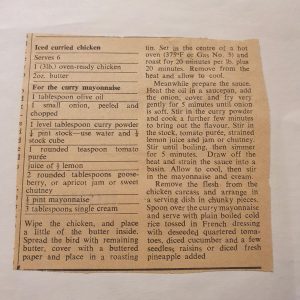 Iced curried chicken
Serves 6
1 (3lb.) oven-ready chicken
2oz. butter
For the curry mayonnaise
1 tablespoon olive oil
1 small onion, peeled and
chopped
1 level tablespoon curry powder
¼ pint stock—use water and ½
stock cube
1 rounded teaspoon tomato
purée
juice of ½ lemon
2 rounded tablespoons goose-
berry, or apricot jam or sweet
chutney
pint mayonnaise
3 tablespoons single cream
Wipe the chicken, and place
a little of the butter inside.
Spread the bird with remaining
butter, cover with a buttered
paper and place in a roasting
tin. Set in the centre of a hot
oven (375°F or Gas No. 5) and
roast for 20 minutes per lb. plus
20 minutes. Remove from the
heat and allow to cool.
Meanwhile prepare the sauce.
Heat the oil in a saucepan, add
the onion, cover and fry very
gently for 5 minutes until onion
is soft. Stir in the curry powder
and cook a further few minutes
to bring out the flavour. Stir in
the stock, tomato purée, strained
lemon juice and jam or chutney.
Stir until boiling, then simmer
for 5 minutes. Draw off the
heat and strain the sauce into a
basin. Allow to cool, then stir
in the mayonnaise and cream.
Remove the flesh from the
chicken carcass and arrange in
a serving dish in chunky pieces.
Spoon over the curry mayonnaise
and serve with plain boiled cold
rice tossed in French dressing
with deseeded quartered toma-
toes, diced cucumber and a few
seedless raisins or diced fresh
pineapple added